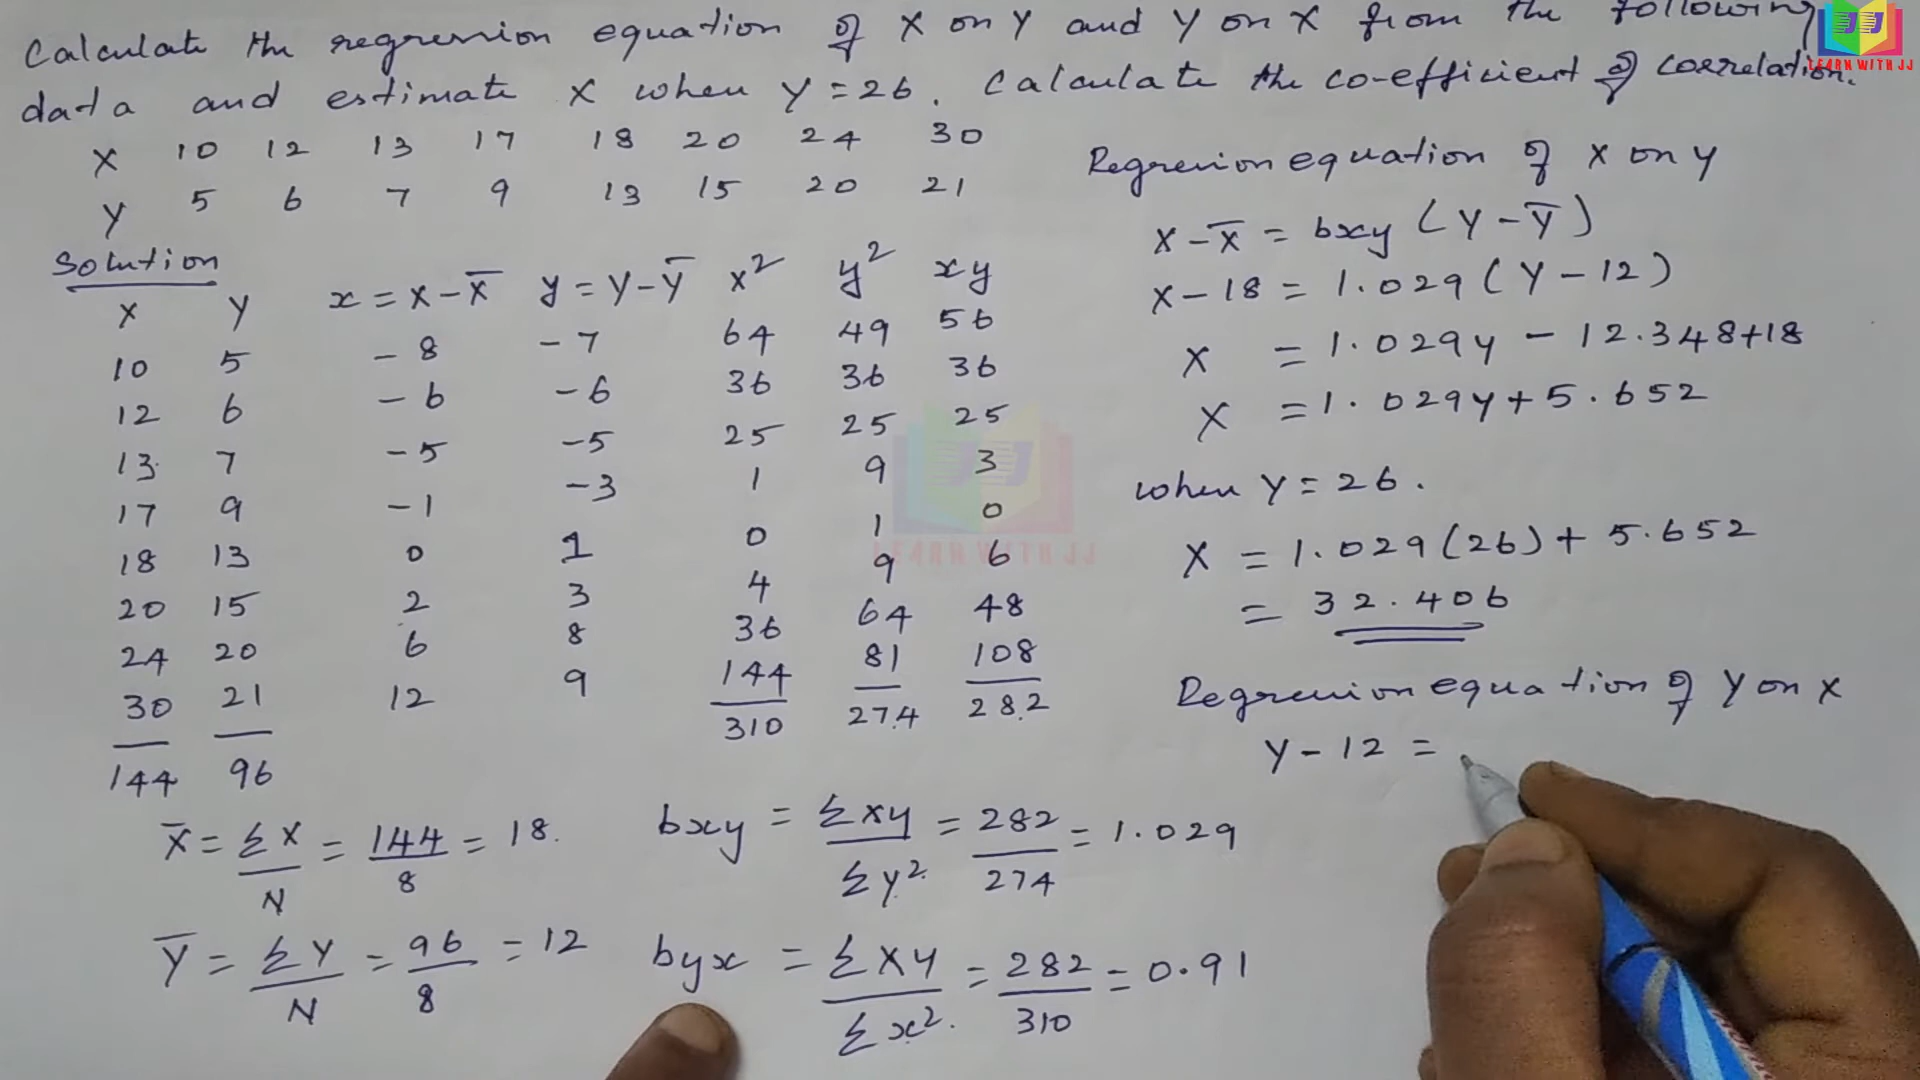 Calculate the regression equation of X on Y and Y on X from the following
data and estimate X when Y = 26. Calculate the co-efficient of correlation.
X 10 12 13 17 18 20 24 30
Y 5 6 7 9 13 15 20 21
Solution
X Y x = X - X̅ y = Y - Y̅ x² y² xy
10 5 -8 -7 64 49 56
12 6 -6 -6 36 36 36
13 7 -5 -5 25 25 25
17 9 -1 -3 1 9 3
18 13 0 1 0 1 0
20 15 2 3 4 9 6
24 20 6 8 36 64 48
30 21 12 9 144 81 108
144 96 310 274 282
X̅ = ΣX/N = 144/8 = 18.
Y̅ = ΣY/N = 96/8 = 12
bxy = Σxy/Σy² = 282/274 = 1.029
byx = Σxy/Σx² = 282/310 = 0.91
Regression equation of X on Y
X - X̅ = bxy (Y - Y̅)
X - 18 = 1.029 (Y - 12)
X = 1.029y - 12.348 + 18
X = 1.029y + 5.652
when Y = 26.
X = 1.029(26) + 5.652
= 32.406
Regression equation of Y on X
Y - 12 =
LEARN WITH JJ
LEARN WITH JJ